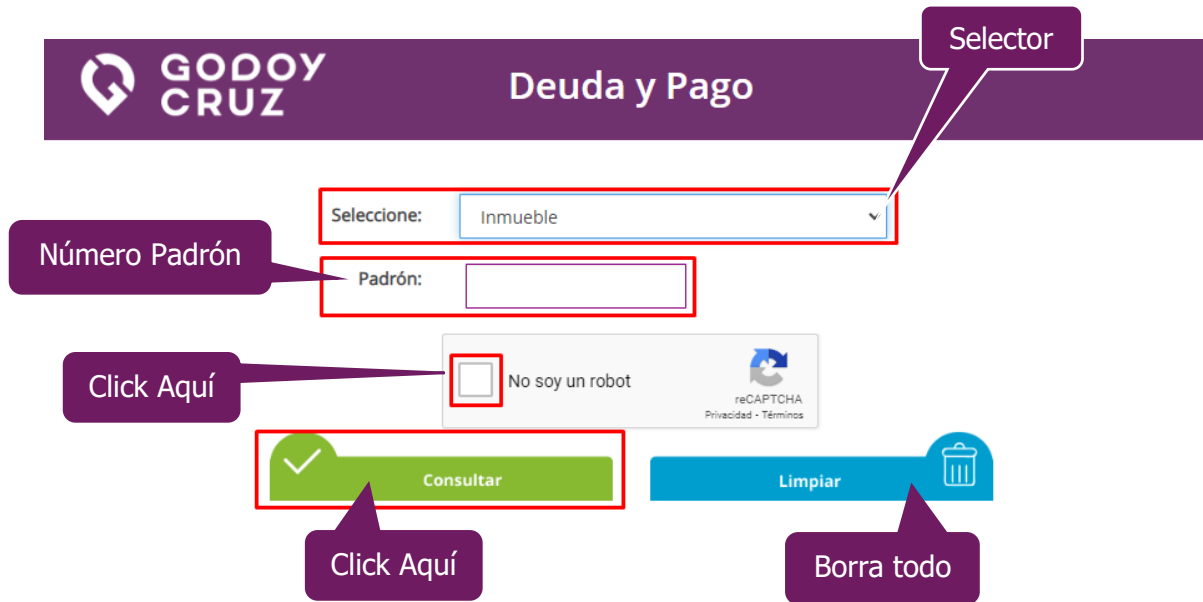 Selector
GODOY
CRUZ
Deuda y Pago
Seleccione:
Inmueble
Número Padrón
Padrón:
Click Aquí
No soy un robot
reCAPTCHA
Privacidad - Términos
Consultar
Limpiar
Click Aquí
Borra todo